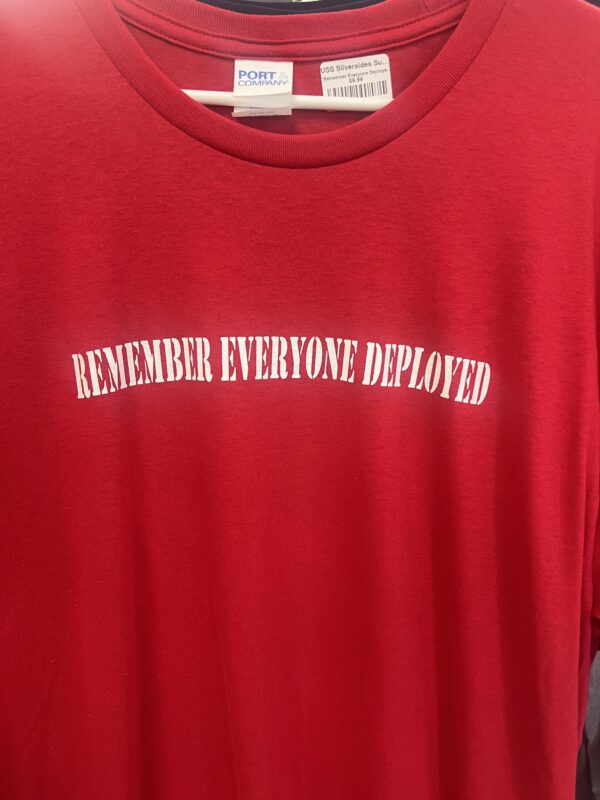 PORT &
COMPANY
USS Silversides Su...
Remember Everyone Deploye
$9.99
REMEMBER EVERYONE DEPLOYED